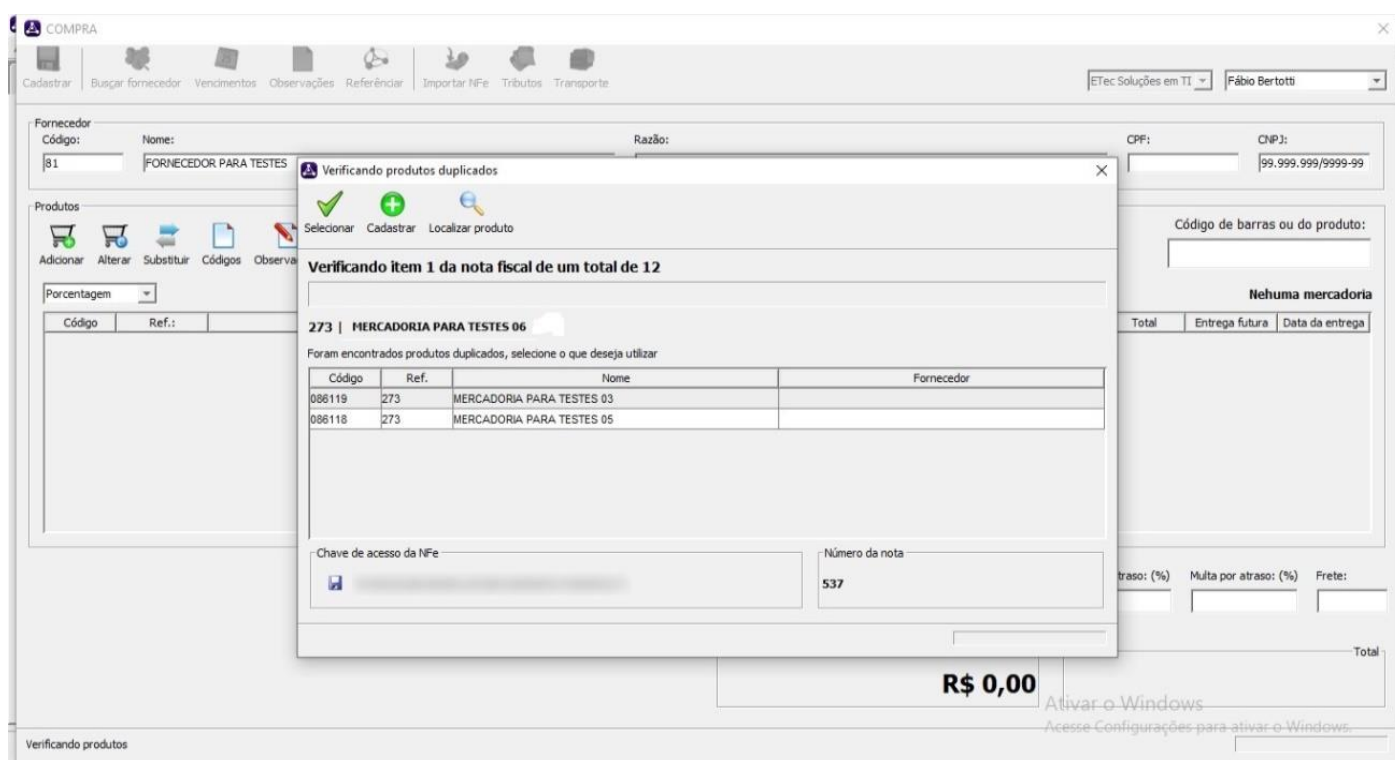 COMPRA
Cadastrar Busçar fornecedor Vencimentos Observações Referênciar Importar NFe Tributos Transporte
ETec Soluções em TI Fábio Bertotti
Fornecedor
Código: Nome: Razão: CPF: CNPJ:
81 FORNECEDOR PARA TESTES 99.999.999/9999-99
Verificando produtos duplicados
Selecionar Cadastrar Localizar produto
Produtos
Adicionar Alterar Substituir Códigos Observa
Código de barras ou do produto:
Verificando item 1 da nota fiscal de um total de 12
Porcentagem
Nehuma mercadoria
273 | MERCADORIA PARA TESTES 06
Código Ref.: Total Entrega futura Data da entrega
Foram encontrados produtos duplicados, selecione o que deseja utilizar
Código Ref. Nome Fornecedor
086119 273 MERCADORIA PARA TESTES 03
086118 273 MERCADORIA PARA TESTES 05
Chave de acesso da NFe Número da nota
537
traso: (%) Multa por atraso: (%) Frete:
Total
R$ 0,00
Ativar o Windows
Acesse Configurações para ativar o Windows.
Verificando produtos